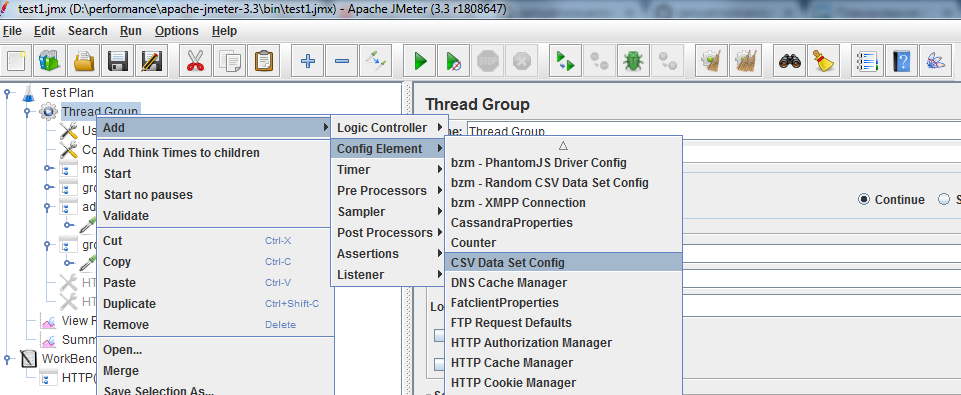 test1.jmx (D:\performance\apache-jmeter-3.3\bin\test1.jmx) - Apache JMeter (3.3 r1808647)
File Edit Search Run Options Help
Test Plan
Thread Group
Us
Co
ma
gro
ad
gro
HT
HT
View R
Summ
WorkBenc
HTTP(
Add
Add Think Times to children
Start
Start no pauses
Validate
Cut Ctrl-X
Copy Ctrl-C
Paste Ctrl-V
Duplicate Ctrl+Shift-C
Remove Delete
Open...
Merge
Save Selection As...
Logic Controller
Config Element
Timer
Pre Processors
Sampler
Post Processors
Assertions
Listener
bzm - PhantomJS Driver Config
bzm - Random CSV Data Set Config
bzm - XMPP Connection
CassandraProperties
Counter
CSV Data Set Config
DNS Cache Manager
FatclientProperties
FTP Request Defaults
HTTP Authorization Manager
HTTP Cache Manager
HTTP Cookie Manager
Thread Group
me: Thread Group
Continue S
Lo